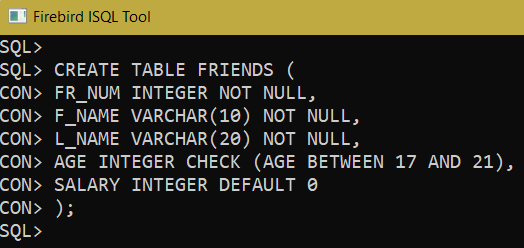 Firebird ISQL Tool
SQL>
SQL> CREATE TABLE FRIENDS (
CON> FR_NUM INTEGER NOT NULL,
CON> F_NAME VARCHAR(10) NOT NULL,
CON> L_NAME VARCHAR(20) NOT NULL,
CON> AGE INTEGER CHECK (AGE BETWEEN 17 AND 21),
CON> SALARY INTEGER DEFAULT 0
CON> );
SQL>